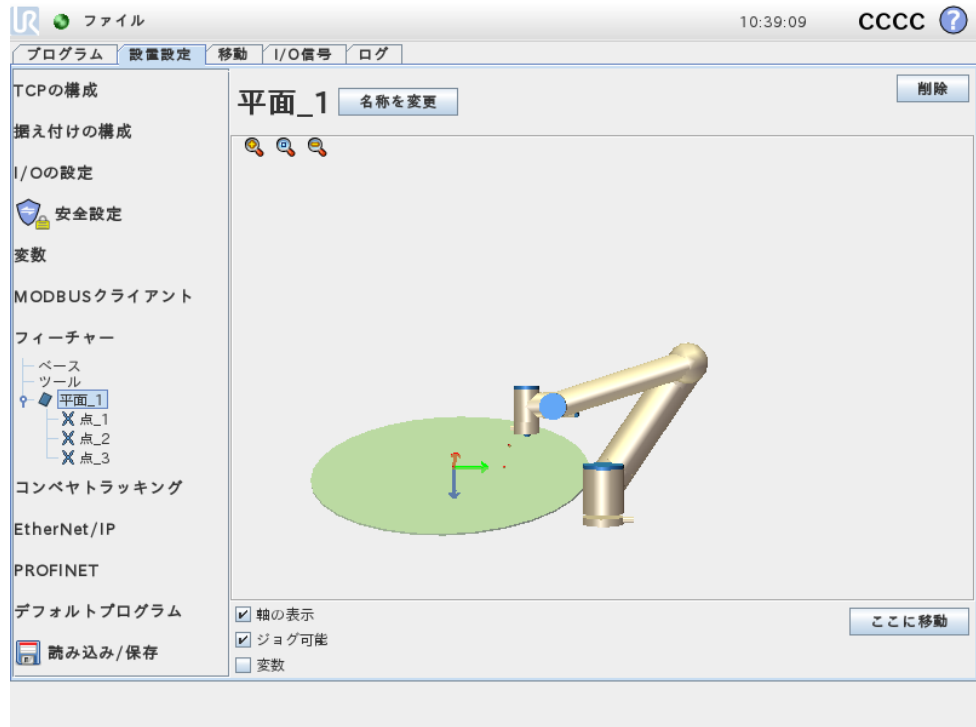 UR ファイル 10:39:09 CCCC ?
プログラム 設置設定 移動 I/O信号 ログ
TCPの構成
据え付けの構成
I/Oの設定
安全設定
変数
MODBUSクライアント
フィーチャー
ベース
ツール
平面_1
点_1
点_2
点_3
コンベヤトラッキング
EtherNet/IP
PROFINET
デフォルトプログラム
読み込み/保存
平面_1 名称を変更 削除
軸の表示
ジョグ可能
変数
ここに移動